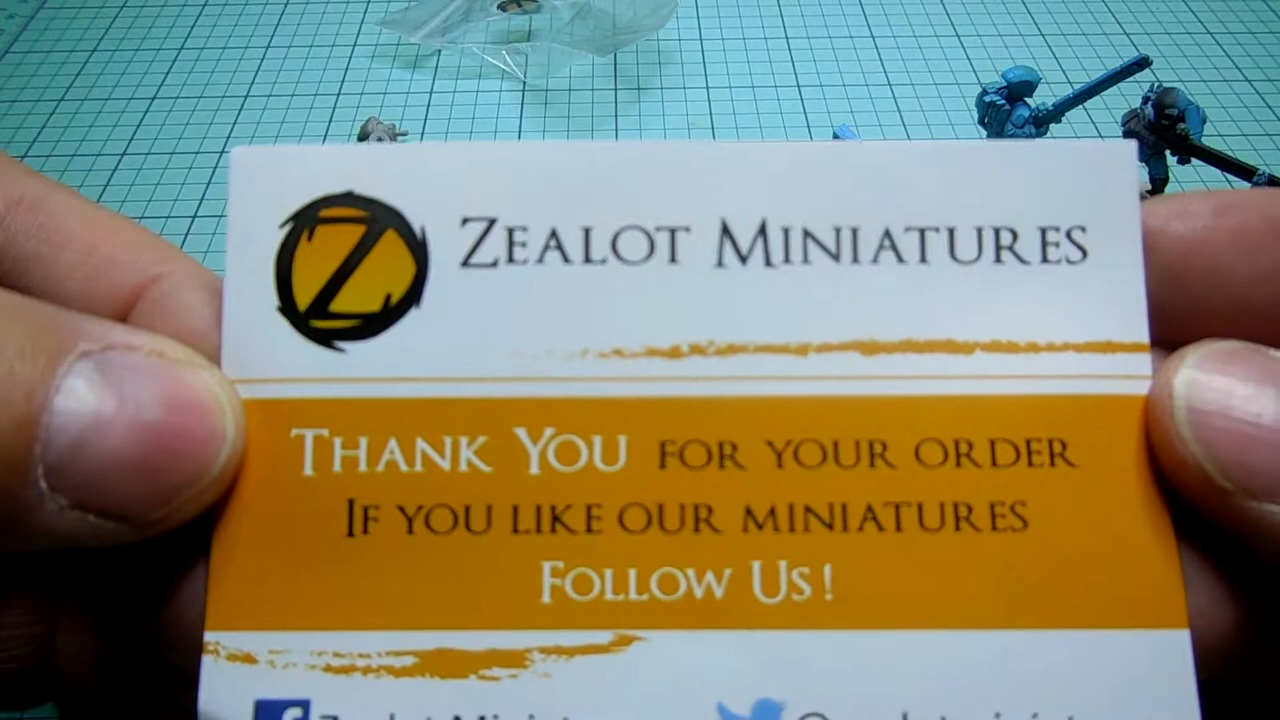 Z
ZEALOT MINIATURES
THANK YOU FOR YOUR ORDER
IF YOU LIKE OUR MINIATURES
FOLLOW US!
f